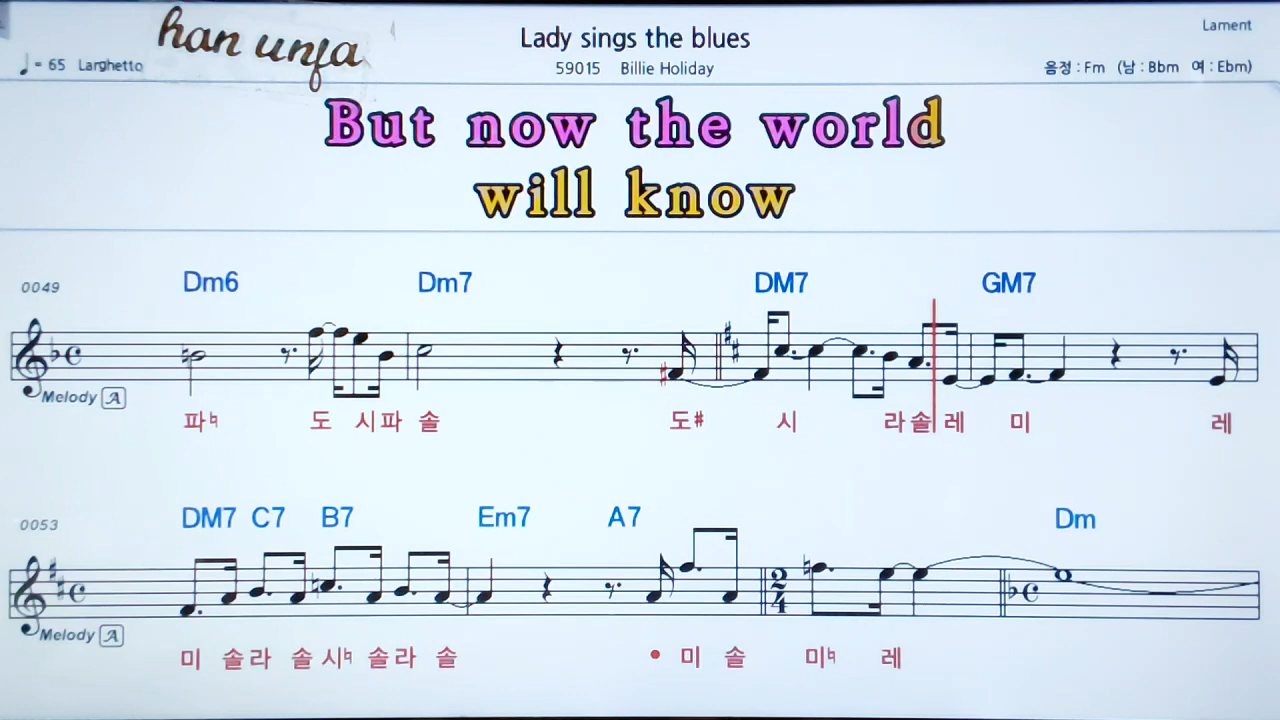 han unja
Lady sings the blues
Lament
♩= 65 Larghetto
59015 Billie Holiday
음정 : Fm (남 : Bbm 여 : Ebm)
But now the world
will know
0049 Dm6 Dm7 DM7 GM7
Melody A
파♮ 도 시파 솔 도# 시 라솔 레 미 레
0053 DM7 C7 B7 Em7 A7 Dm
2
4
Melody A
미 솔라 솔 시♮ 솔라 솔 • 미 솔 미♮ 레